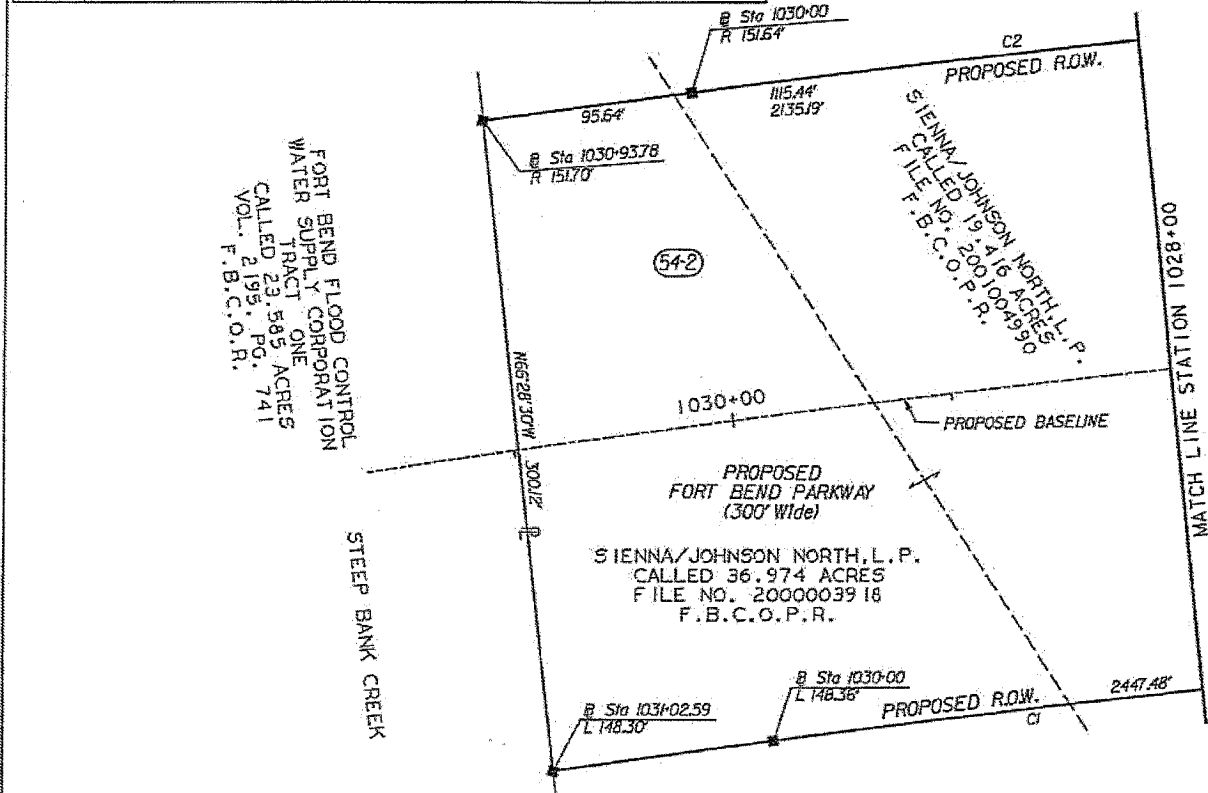 ℄ Sta 1030+00
R 151.64'
C2
PROPOSED R.O.W.
1115.44'
2135.19'
95.64'
℄ Sta 1030+93.78
R 151.70'
SIENNA/JOHNSON NORTH, L.P.
CALLED 19.416 ACRES
FILE NO. 2001004990
F.B.C.O.P.R.
FORT BEND FLOOD CONTROL
WATER SUPPLY CORPORATION
TRACT ONE
CALLED 23.585 ACRES
VOL. 2195, PG. 741
F.B.C.O.R.
54-2
MATCH LINE STATION 1028+00
N66°28'30"W 300.12'
1030+00
PROPOSED BASELINE
PROPOSED
FORT BEND PARKWAY
(300' Wide)
SIENNA/JOHNSON NORTH, L.P.
CALLED 36.974 ACRES
FILE NO. 2000003918
F.B.C.O.P.R.
STEEP BANK CREEK
℄ Sta 1030+00
L 148.36'
℄ Sta 1031+02.59
L 148.30'
PROPOSED R.O.W.
C1
2447.48'